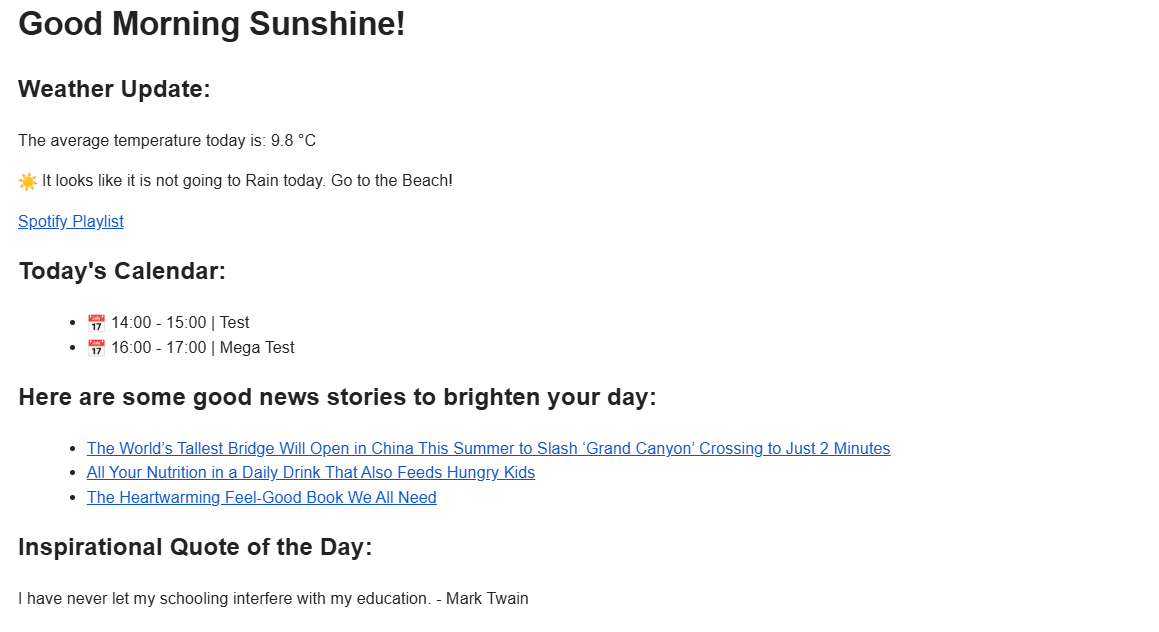 Good Morning Sunshine!
Weather Update:
The average temperature today is: 9.8 °C
☀️ It looks like it is not going to Rain today. Go to the Beach!
Spotify Playlist
Today's Calendar:
• 📅 14:00 - 15:00 | Test
• 📅 16:00 - 17:00 | Mega Test
Here are some good news stories to brighten your day:
• The World’s Tallest Bridge Will Open in China This Summer to Slash ‘Grand Canyon’ Crossing to Just 2 Minutes
• All Your Nutrition in a Daily Drink That Also Feeds Hungry Kids
• The Heartwarming Feel-Good Book We All Need
Inspirational Quote of the Day:
I have never let my schooling interfere with my education. - Mark Twain